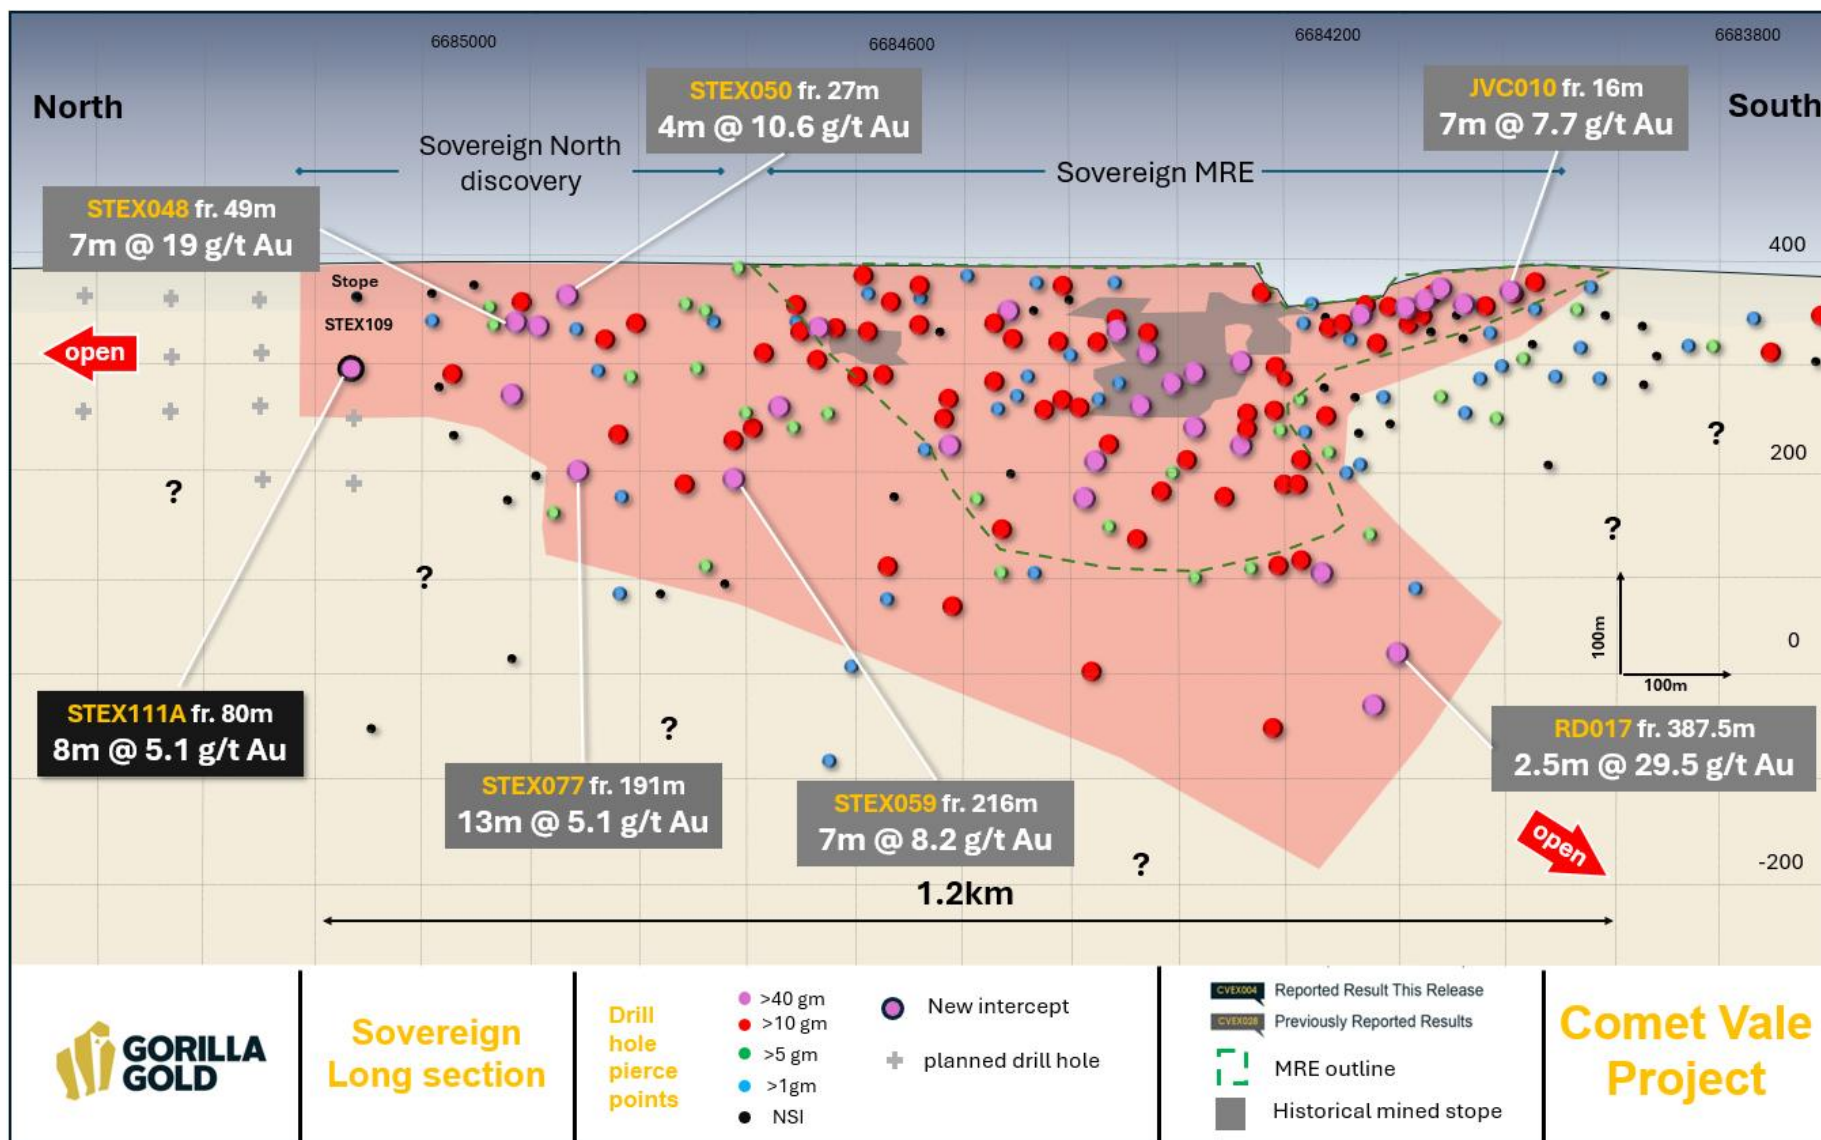 6685000
6684600
6684200
6683800
North
South
STEX050 fr. 27m
4m @ 10.6 g/t Au
JVC010 fr. 16m
7m @ 7.7 g/t Au
Sovereign North
discovery
Sovereign MRE
STEX048 fr. 49m
7m @ 19 g/t Au
400
Stope
STEX109
open
?
200
?
?
?
0
100m
100m
STEX111A fr. 80m
8m @ 5.1 g/t Au
?
RD017 fr. 387.5m
2.5m @ 29.5 g/t Au
STEX077 fr. 191m
13m @ 5.1 g/t Au
STEX059 fr. 216m
7m @ 8.2 g/t Au
open
?
-200
1.2km
GORILLA
GOLD
Sovereign
Long section
Drill
hole
pierce
points
>40 gm
>10 gm
>5 gm
>1gm
NSI
New intercept
planned drill hole
CVEX004 Reported Result This Release
CVEX028 Previously Reported Results
MRE outline
Historical mined stope
Comet Vale
Project